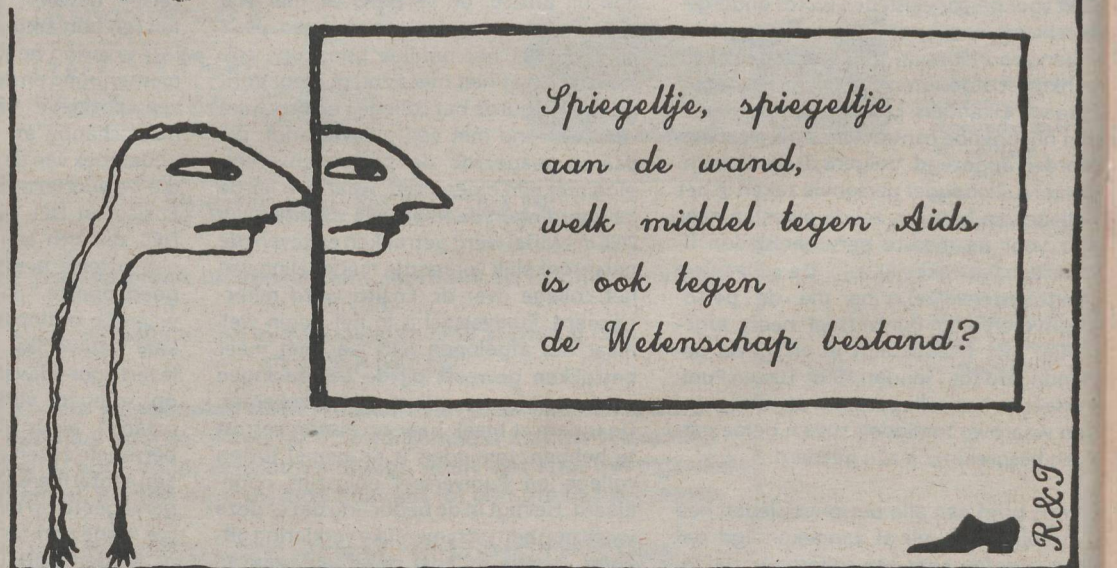 Spiegeltje, spiegeltje
aan de wand,
welk middel tegen Aids
is ook tegen
de Wetenschap bestand?
R&T